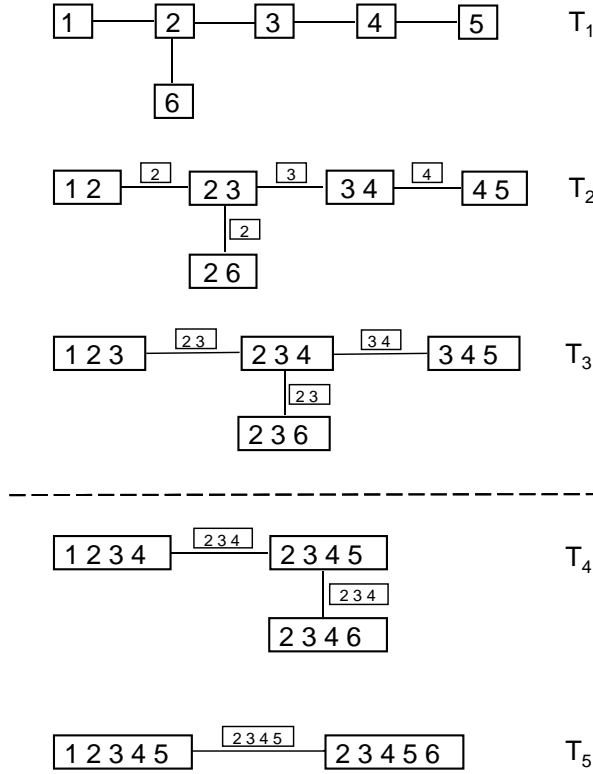 1 2 3 4 5 T1
6
2 3 4
1 2 2 3 3 4 4 5 T2
2
2 6
2 3 3 4
1 2 3 2 3 4 3 4 5 T3
2 3
2 3 6
2 3 4
1 2 3 4 2 3 4 5 T4
2 3 4
2 3 4 6
2 3 4 5
1 2 3 4 5 2 3 4 5 6 T5